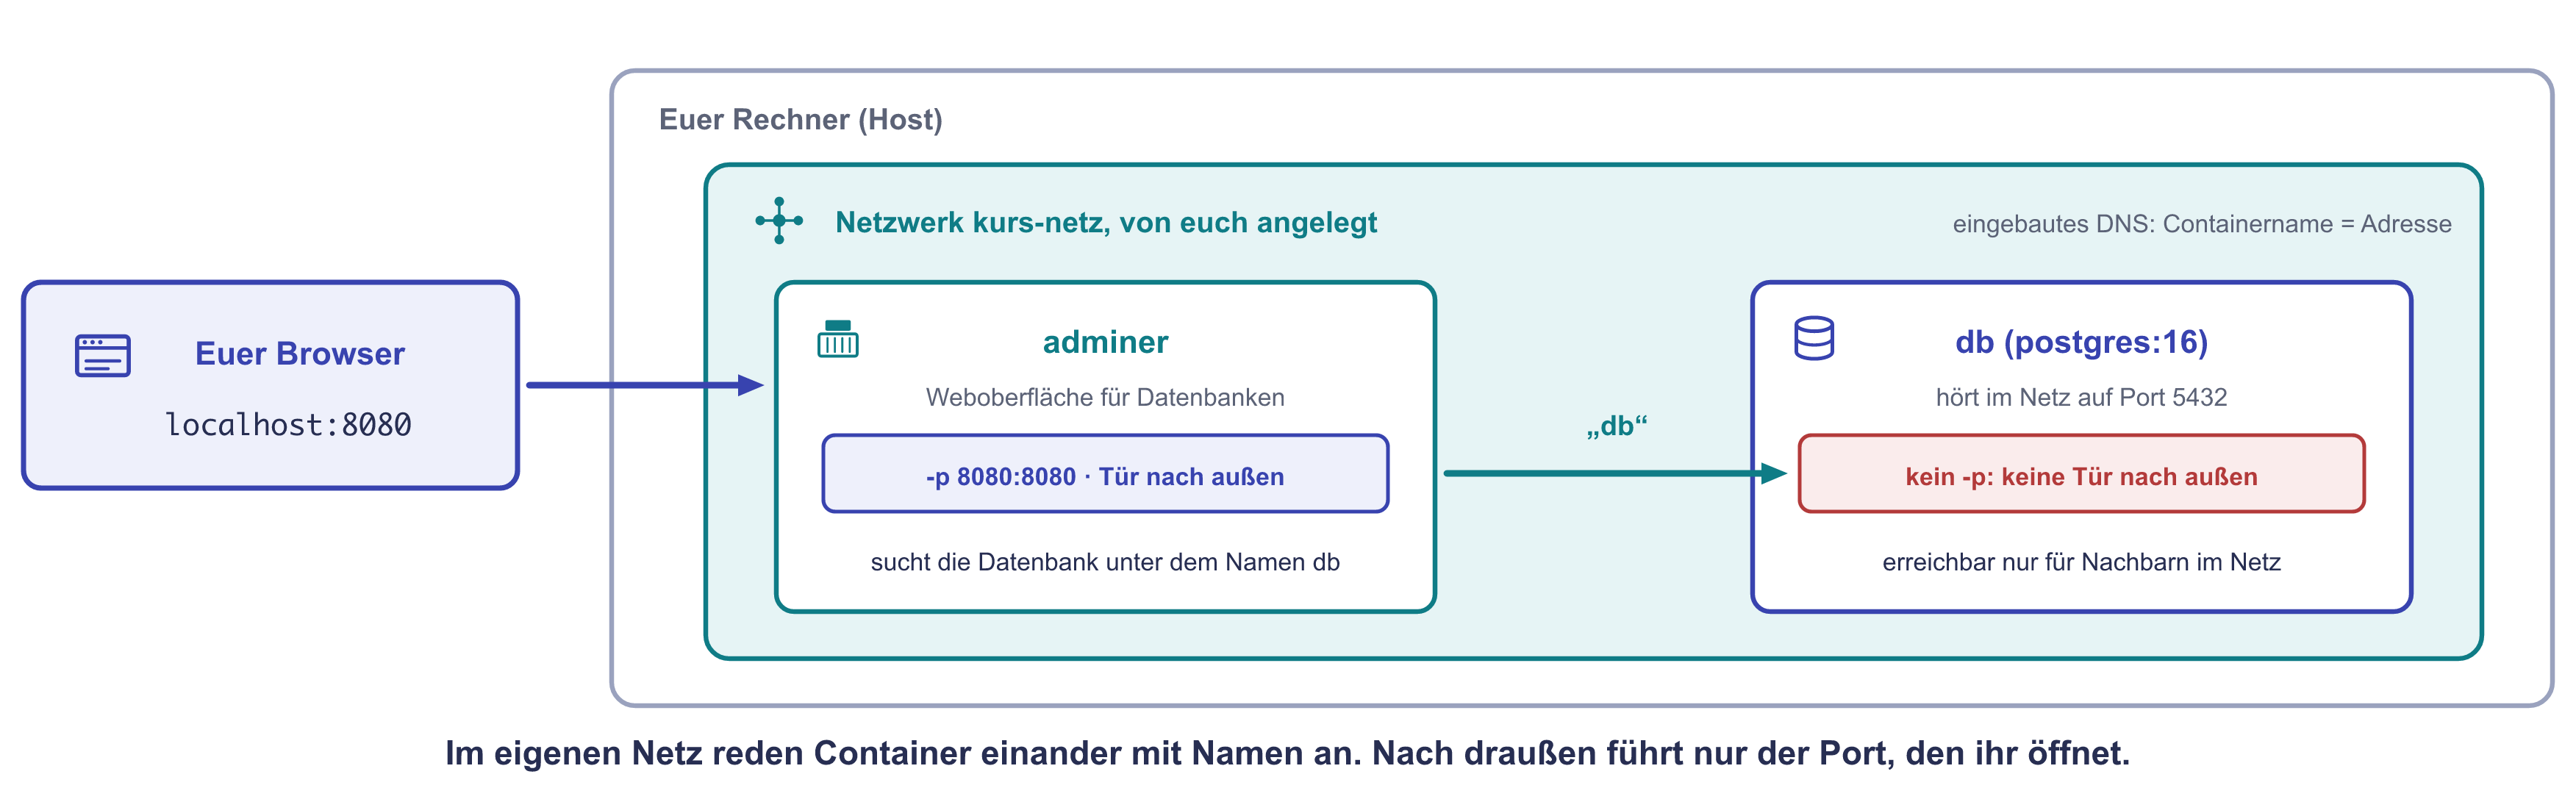 Euer Rechner (Host)
Netzwerk kurs-netz, von euch angelegt
eingebautes DNS: Containername = Adresse
Euer Browser
localhost:8080
adminer
Weboberfläche für Datenbanken
-p 8080:8080 · Tür nach außen
sucht die Datenbank unter dem Namen db
„db“
db (postgres:16)
hört im Netz auf Port 5432
kein -p: keine Tür nach außen
erreichbar nur für Nachbarn im Netz
Im eigenen Netz reden Container einander mit Namen an. Nach draußen führt nur der Port, den ihr öffnet.